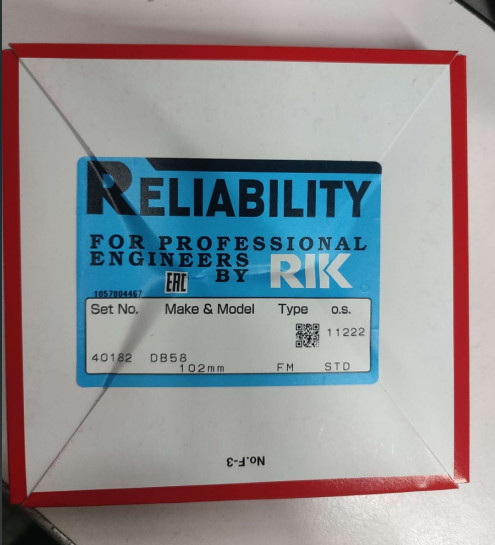 RELIABILITY
FOR PROFESSIONAL
ENGINEERS
BY RIK
EAC
1057804467
Set No. Make & Model Type o.s.
11222
40182 DB58
102mm FM STD
No.F-3